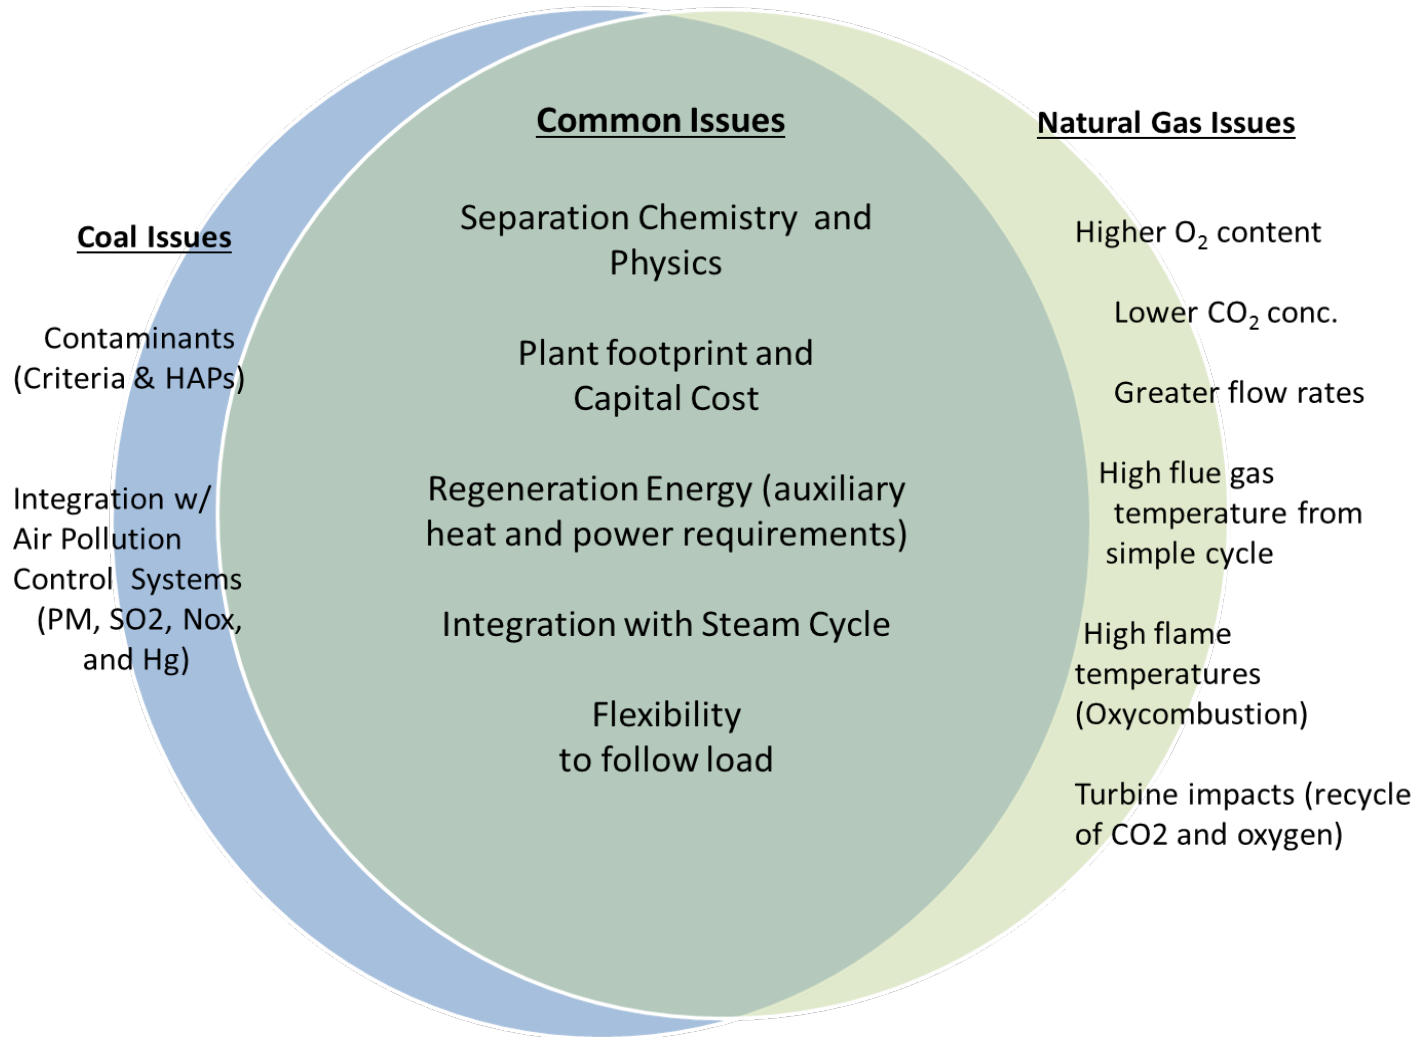 Coal Issues
Contaminants
(Criteria & HAPs)
Integration w/
Air Pollution
Control Systems
(PM, SO2, Nox,
and Hg)
Common Issues
Separation Chemistry and
Physics
Plant footprint and
Capital Cost
Regeneration Energy (auxiliary
heat and power requirements)
Integration with Steam Cycle
Flexibility
to follow load
Natural Gas Issues
Higher O₂ content
Lower CO₂ conc.
Greater flow rates
High flue gas
temperature from
simple cycle
High flame
temperatures
(Oxycombustion)
Turbine impacts (recycle
of CO2 and oxygen)